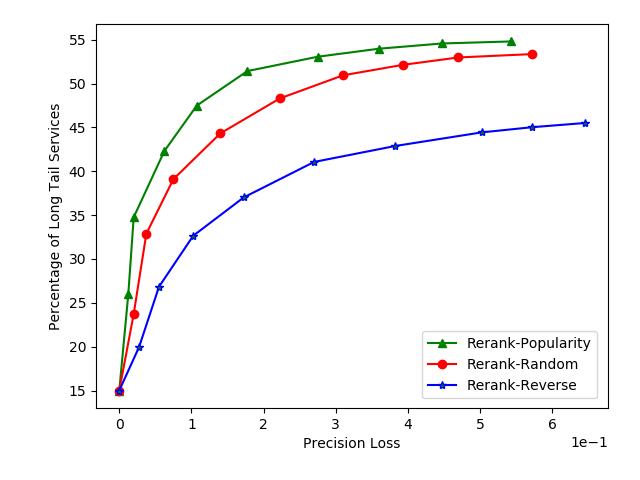 55
50
45
40
35
30
25
20
15
Percentage of Long Tail Services
Rerank-Popularity
Rerank-Random
Rerank-Reverse
0 1 2 3 4 5 6
1e−1
Precision Loss